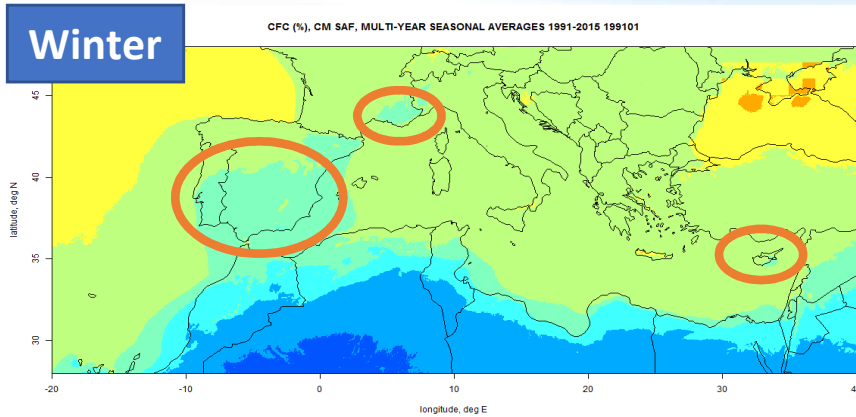 Winter
CFC (%), CM SAF, MULTI-YEAR SEASONAL AVERAGES 1991-2015 199101
latitude, deg N
45
40
35
30
-20
-10
0
10
20
30
40
longitude, deg E